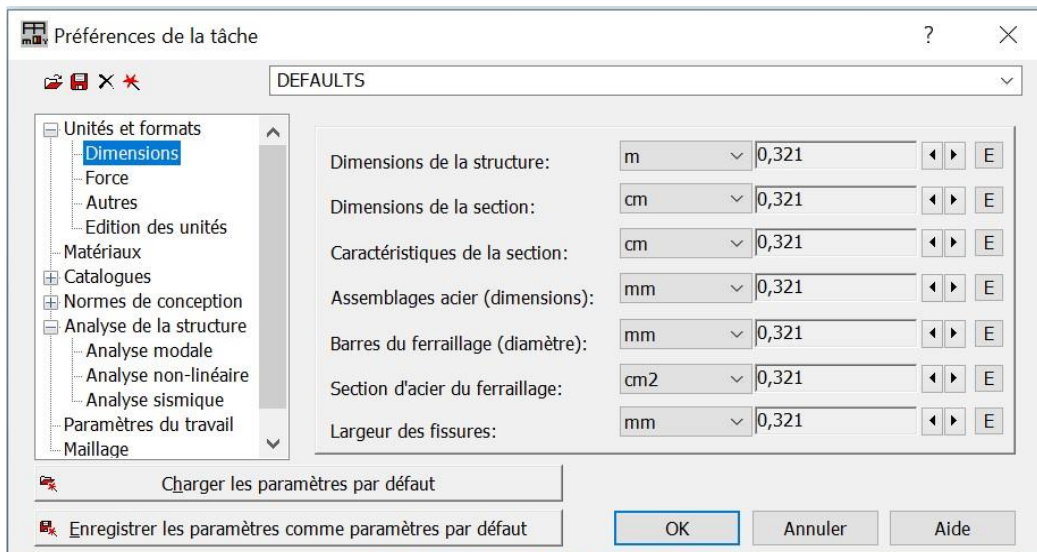 Préférences de la tâche
?
DEFAULTS
Unités et formats
Dimensions
Force
Autres
Edition des unités
Matériaux
Catalogues
Normes de conception
Analyse de la structure
Analyse modale
Analyse non-linéaire
Analyse sismique
Paramètres du travail
Maillage
Dimensions de la structure: m 0,321 E
Dimensions de la section: cm 0,321 E
Caractéristiques de la section: cm 0,321 E
Assemblages acier (dimensions): mm 0,321 E
Barres du ferraillage (diamètre): mm 0,321 E
Section d'acier du ferraillage: cm2 0,321 E
Largeur des fissures: mm 0,321 E
Charger les paramètres par défaut
Enregistrer les paramètres comme paramètres par défaut
OK Annuler Aide